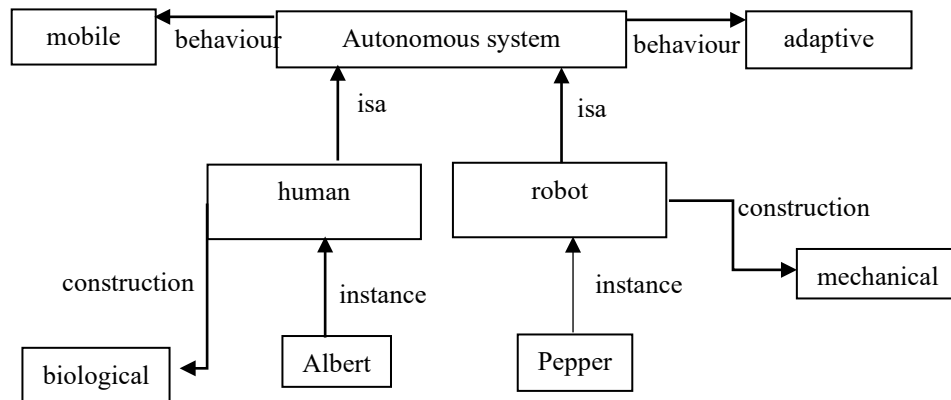 mobile
behaviour
Autonomous system
behaviour
adaptive
isa
isa
human
robot
construction
construction
mechanical
instance
instance
biological
Albert
Pepper